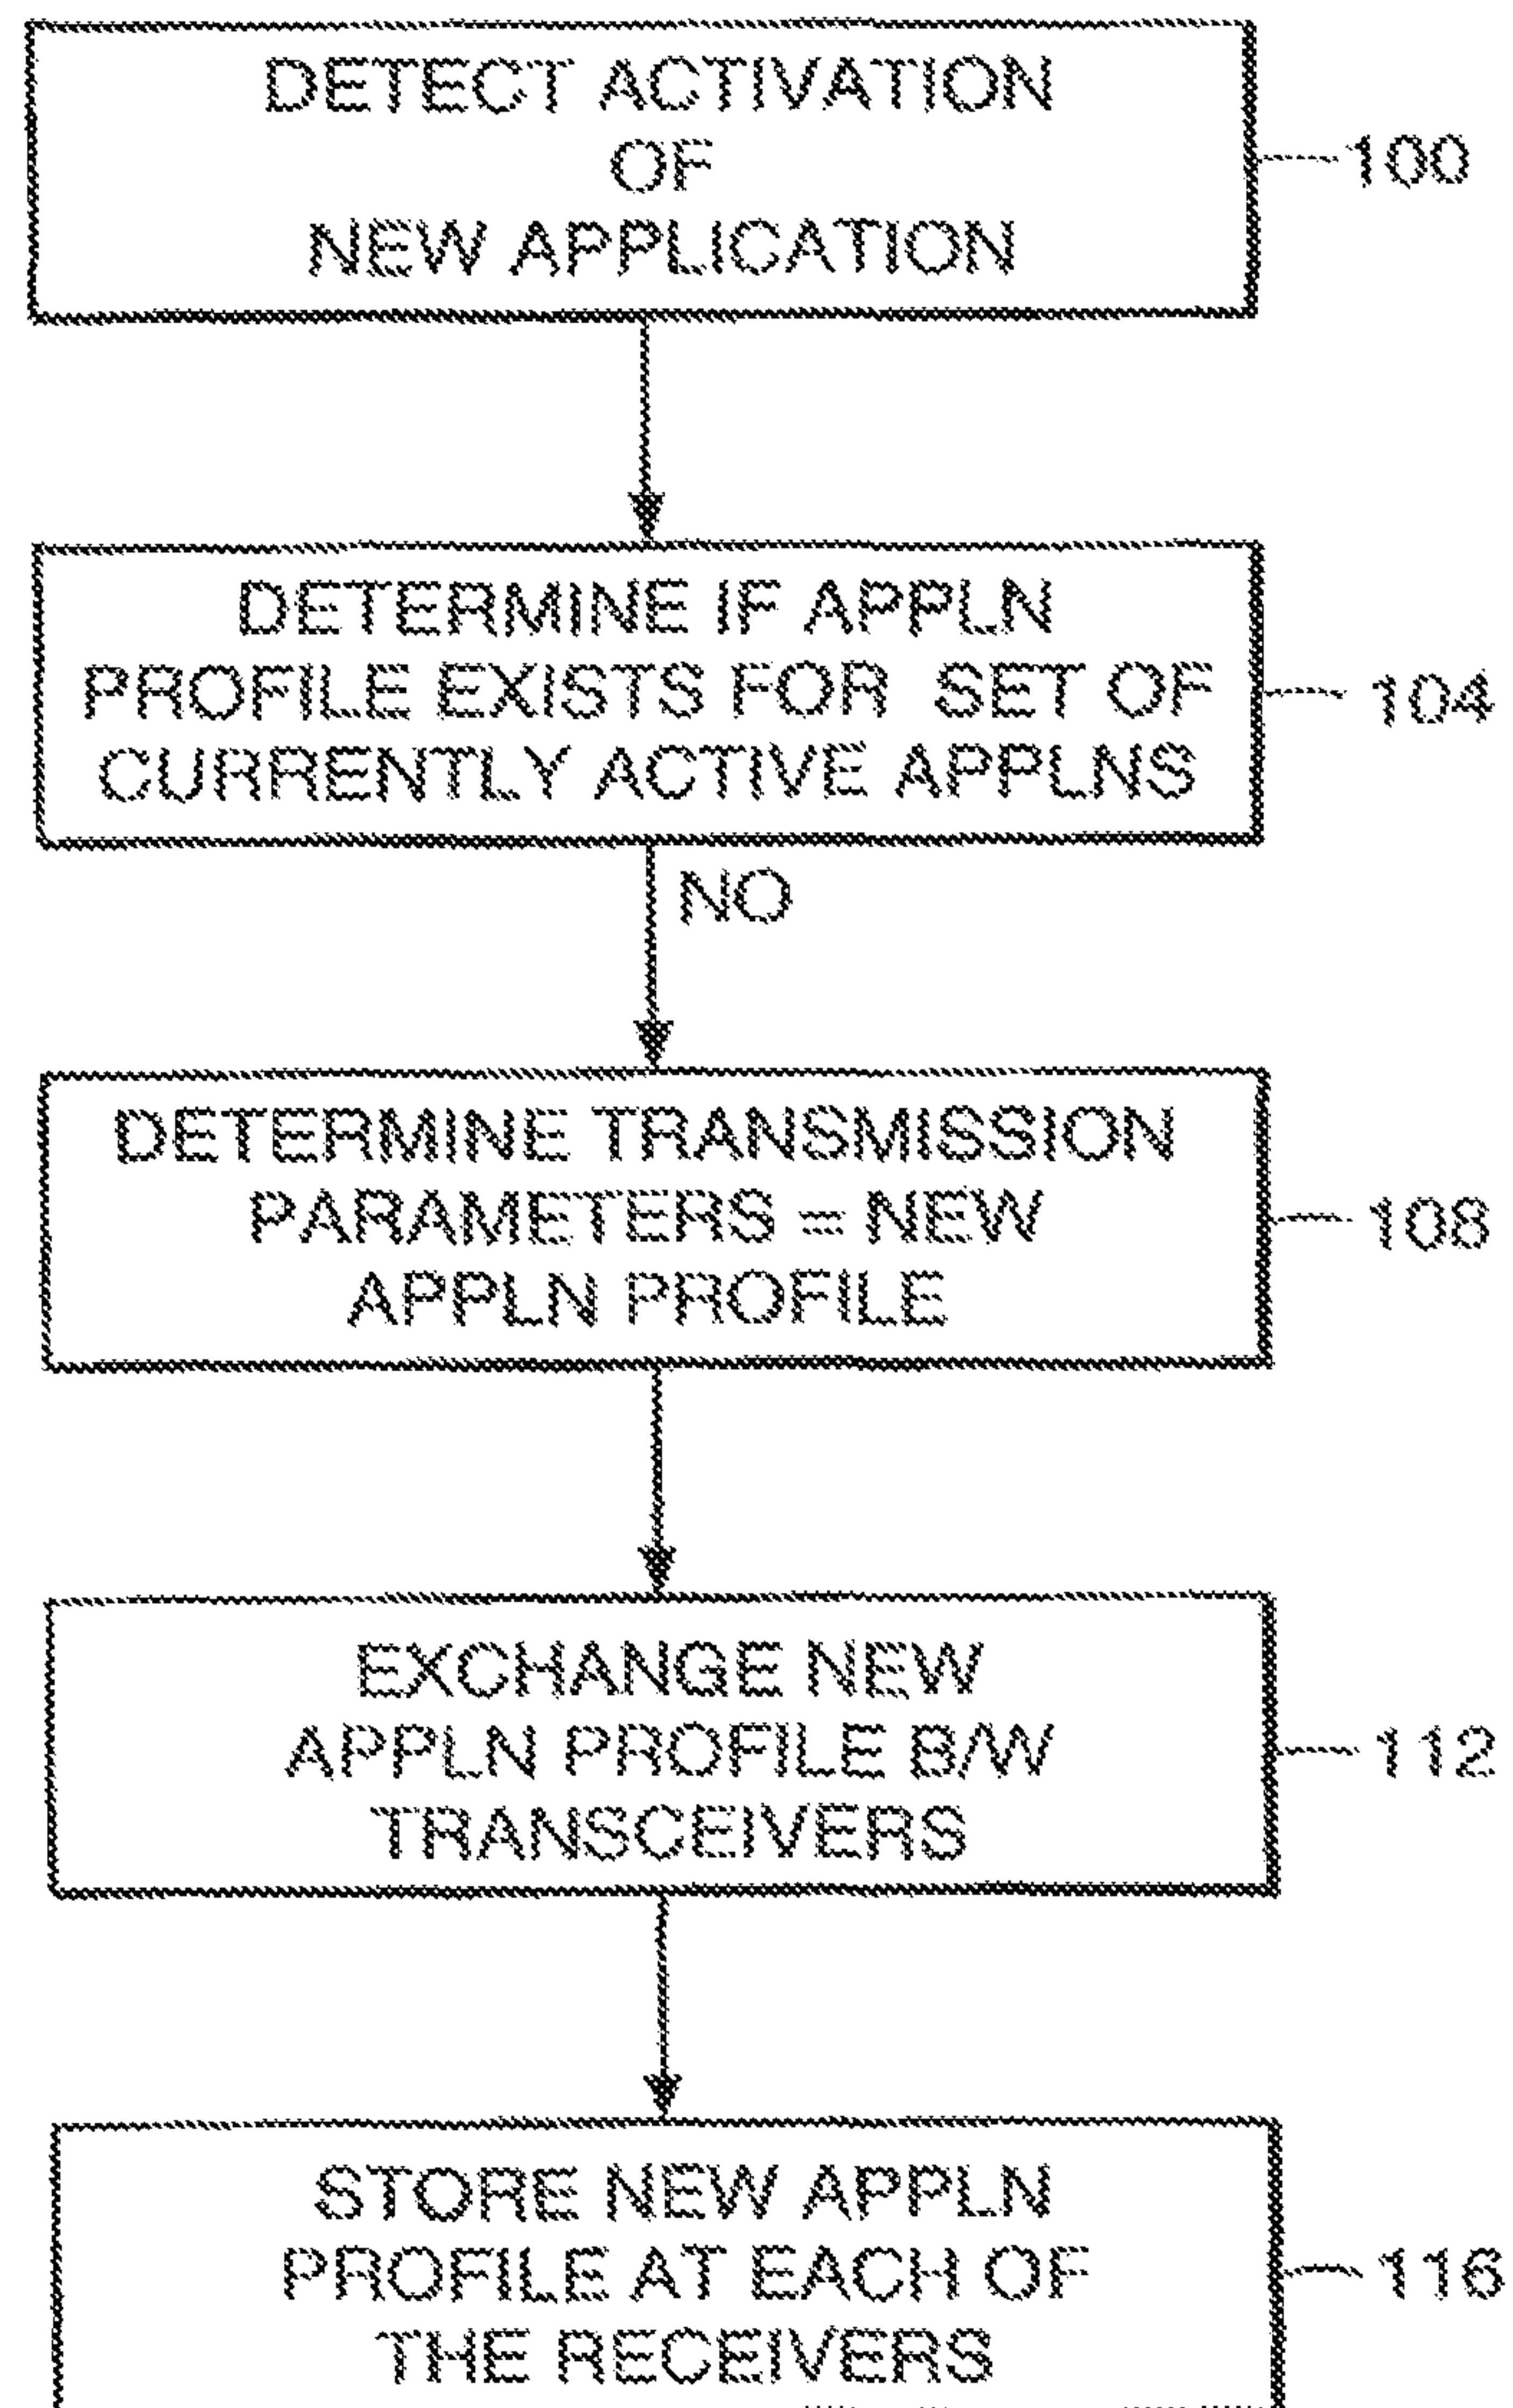 DETECT ACTIVATION
OF
NEW APPLICATION
100
DETERMINE IF APPLN
PROFILE EXISTS FOR SET OF
CURRENTLY ACTIVE APPLNS
104
NO
DETERMINE TRANSMISSION
PARAMETERS = NEW
APPLN PROFILE
108
EXCHANGE NEW
APPLN PROFILE B/W
TRANSCEIVERS
112
STORE NEW APPLN
PROFILE AT EACH OF
THE RECEIVERS
116